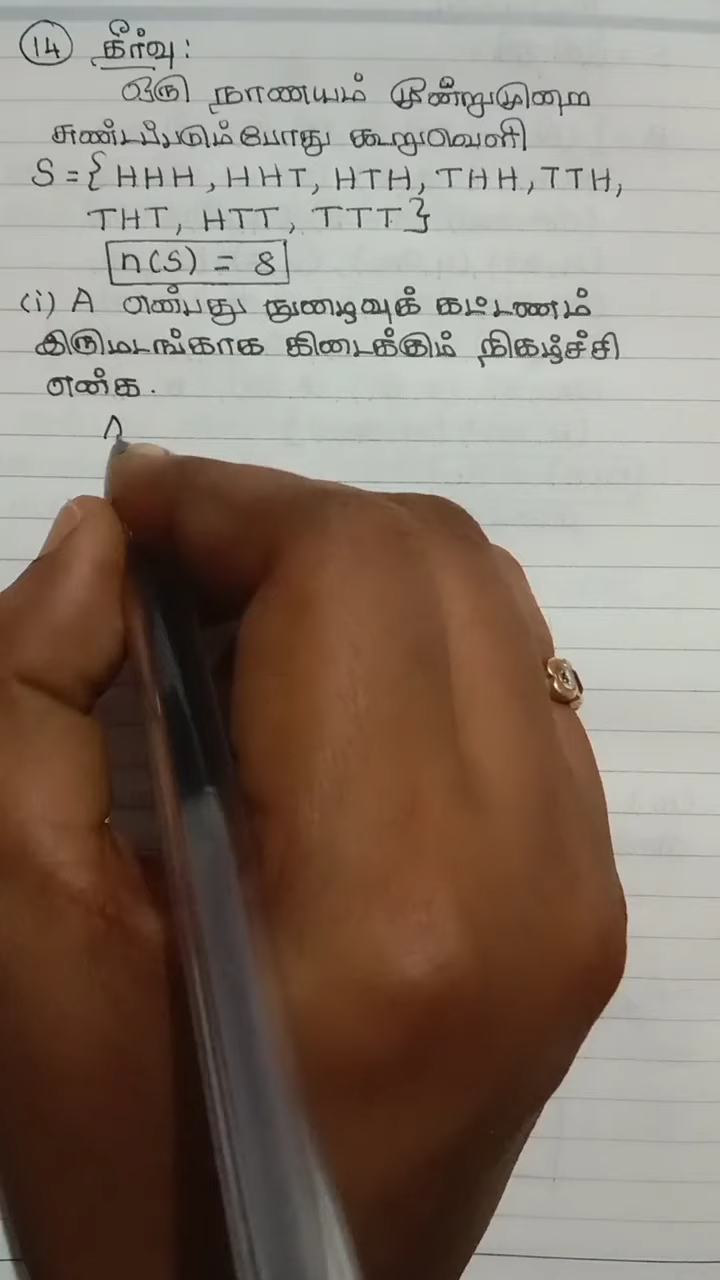 14 தீர்வு:
ஒரு நாணயம் மூன்றுமுறை
சுண்டப்படும்போது கூறுவெளி
S = { HHH , HHT, HTH, THH, TTH,
THT, HTT, TTT }
n(S) = 8
(i) A என்பது நுழைவுக் கட்டணம்
இருமடங்காக கிடைக்கும் நிகழ்ச்சி
என்க .
A